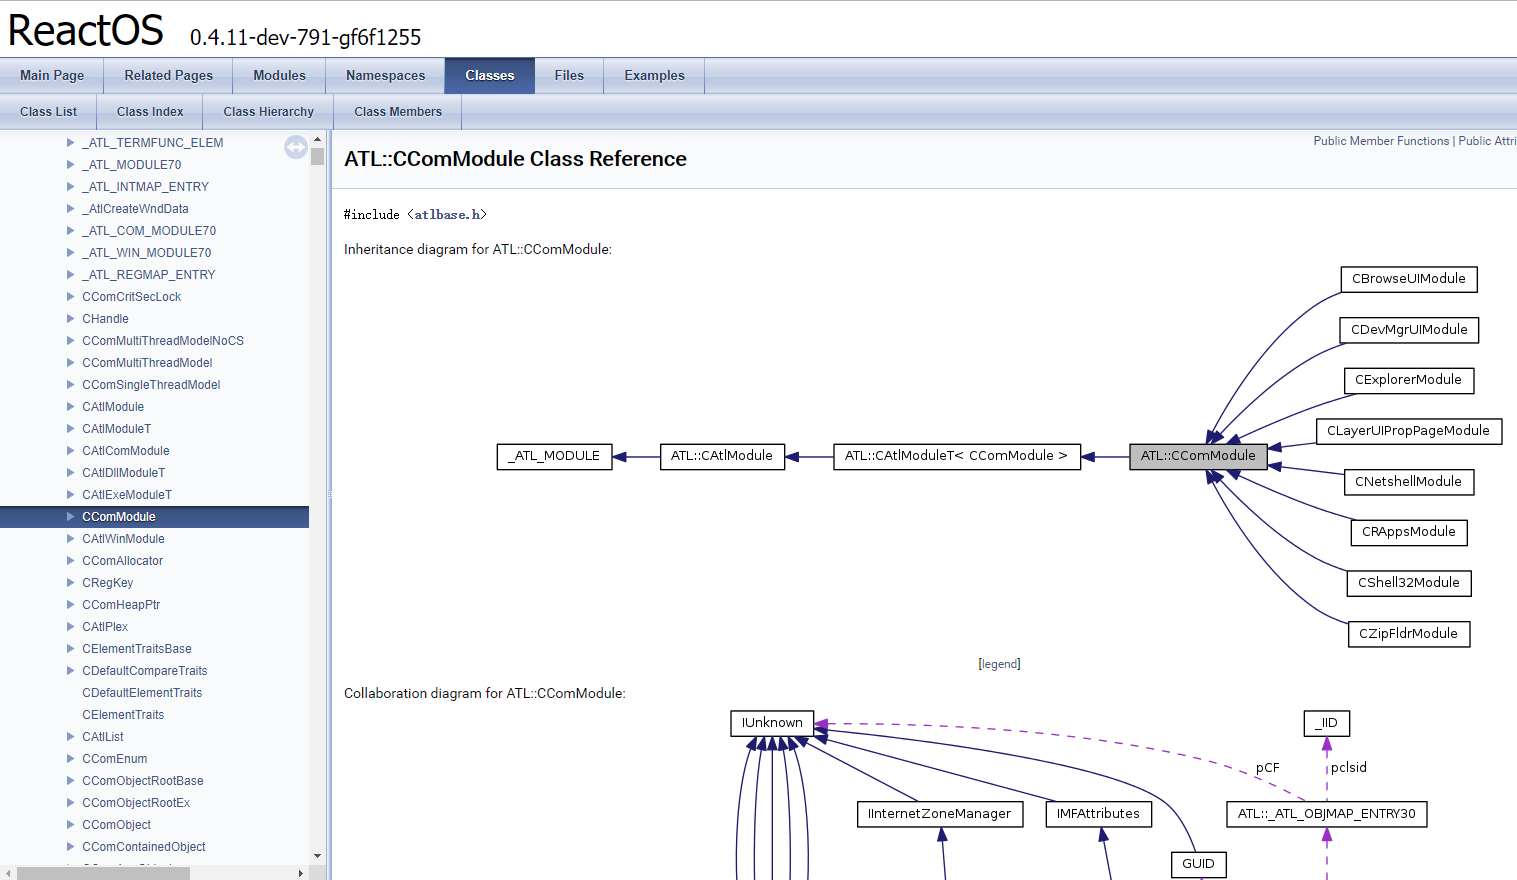 ReactOS 0.4.11-dev-791-gf6f1255
Main Page Related Pages Modules Namespaces Classes Files Examples
Class List Class Index Class Hierarchy Class Members
_ATL_TERMFUNC_ELEM
_ATL_MODULE70
_ATL_INTMAP_ENTRY
_AtlCreateWndData
_ATL_COM_MODULE70
_ATL_WIN_MODULE70
_ATL_REGMAP_ENTRY
CComCritSecLock
CHandle
CComMultiThreadModelNoCS
CComMultiThreadModel
CComSingleThreadModel
CAtlModule
CAtlModuleT
CAtlComModule
CAtlDllModuleT
CAtlExeModuleT
CComModule
CAtlWinModule
CComAllocator
CRegKey
CComHeapPtr
CAtlPlex
CElementTraitsBase
CDefaultCompareTraits
CDefaultElementTraits
CElementTraits
CAtlList
CComEnum
CComObjectRootBase
CComObjectRootEx
CComObject
CComContainedObject
Public Member Functions | Public Attri
ATL::CComModule Class Reference
#include <atlbase.h>
Inheritance diagram for ATL::CComModule:
CBrowseUIModule
CDevMgrUIModule
CExplorerModule
CLayerUIPropPageModule
_ATL_MODULE ATL::CAtlModule ATL::CAtlModuleT< CComModule > ATL::CComModule
CNetshellModule
CRAppsModule
CShell32Module
CZipFldrModule
[legend]
Collaboration diagram for ATL::CComModule:
IUnknown _IID
pCF pclsid
IInternetZoneManager IMFAttributes ATL::_ATL_OBJMAP_ENTRY30
GUID